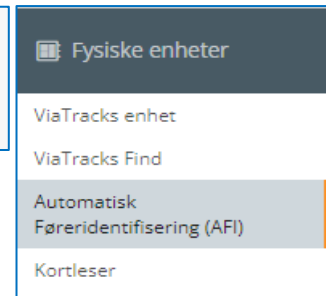 Fysiske enheter
ViaTracks enhet
ViaTracks Find
Automatisk
Føreridentifisering (AFI)
Kortleser